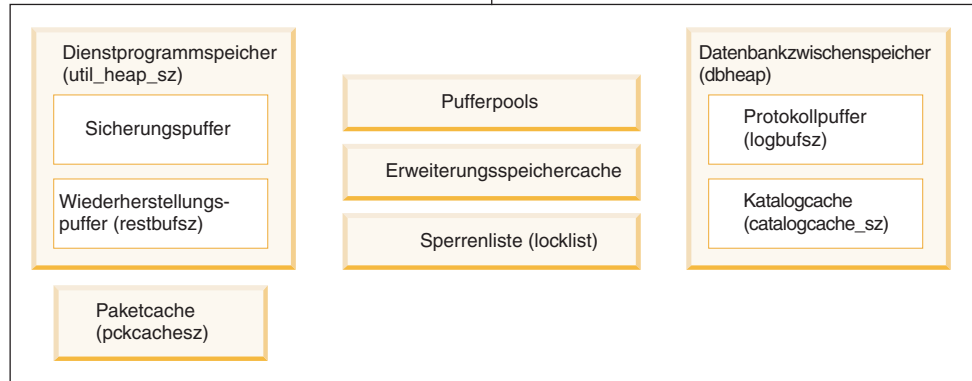 Dienstprogrammspeicher
(util_heap_sz)
Sicherungspuffer
Wiederherstellungs-
puffer (restbufsz)
Paketcache
(pckcachesz)
Pufferpools
Erweiterungsspeichercache
Sperrenliste (locklist)
Datenbankzwischenspeicher
(dbheap)
Protokollpuffer
(logbufsz)
Katalogcache
(catalogcache_sz)